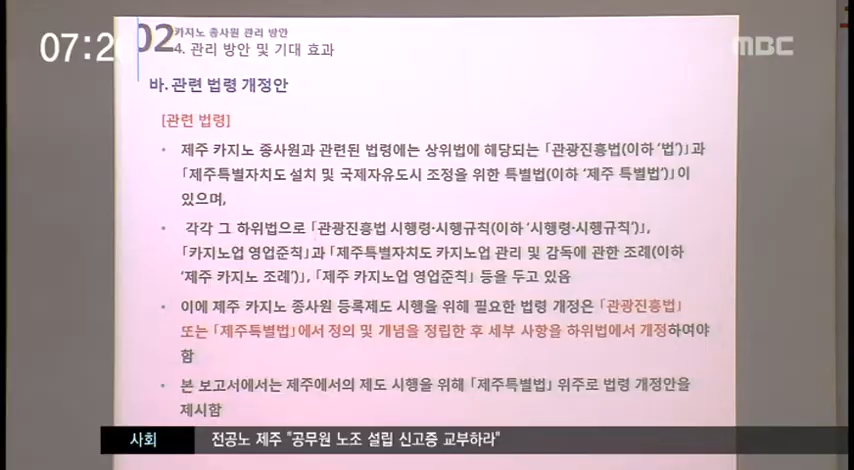 07:20
MBC
02 카지노 종사원 관리 방안
4. 관리 방안 및 기대 효과
바. 관련 법령 개정안
[관련 법령]
• 제주 카지노 종사원과 관련된 법령에는 상위법에 해당되는 「관광진흥법(이하 '법')」과
「제주특별자치도 설치 및 국제자유도시 조정을 위한 특별법(이하 '제주 특별법')」이
있으며,
• 각각 그 하위법으로 「관광진흥법 시행령·시행규칙(이하 '시행령·시행규칙')」,
「카지노업 영업준칙」과 「제주특별자치도 카지노업 관리 및 감독에 관한 조례(이하
'제주 카지노 조례')」, 「제주 카지노업 영업준칙」 등을 두고 있음
• 이에 제주 카지노 종사원 등록제도 시행을 위해 필요한 법령 개정은 「관광진흥법」
또는 「제주특별법」에서 정의 및 개념을 정립한 후 세부 사항을 하위법에서 개정하여야
함
• 본 보고서에서는 제주에서의 제도 시행을 위해 「제주특별법」 위주로 법령 개정안을
제시함
사회 전공노 제주 "공무원 노조 설립 신고증 교부하라"